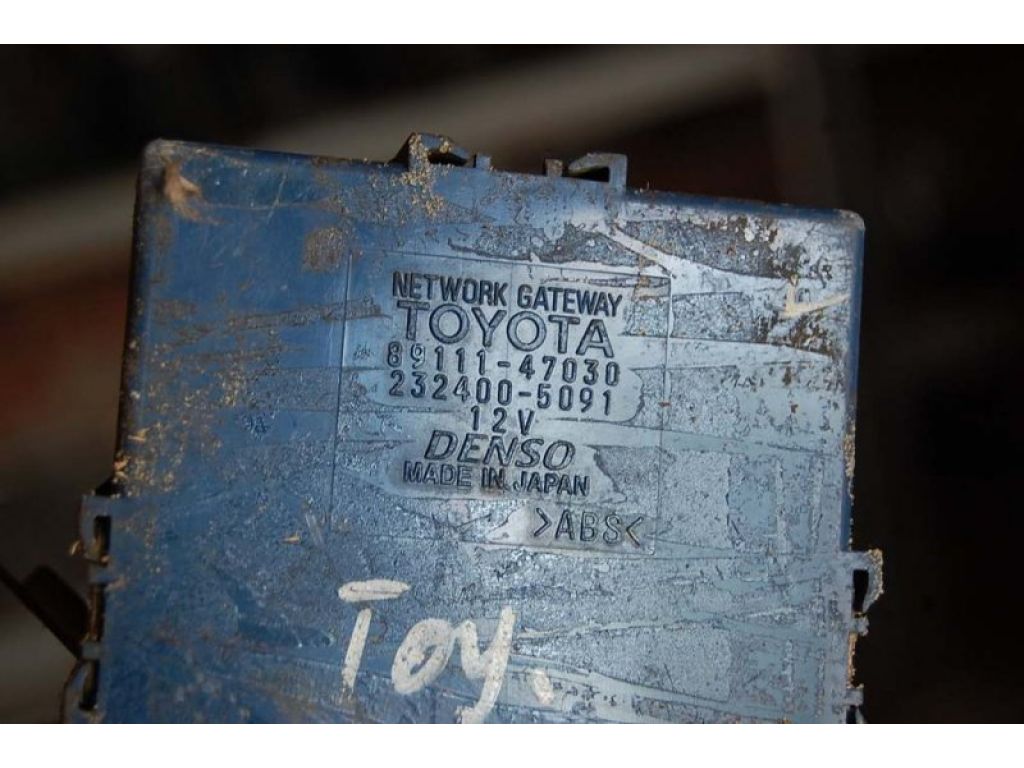 NETWORK GATEWAY
TOYOTA
89111-47030
232400-5091
12V
DENSO
MADE IN JAPAN
>ABS<
Toy.